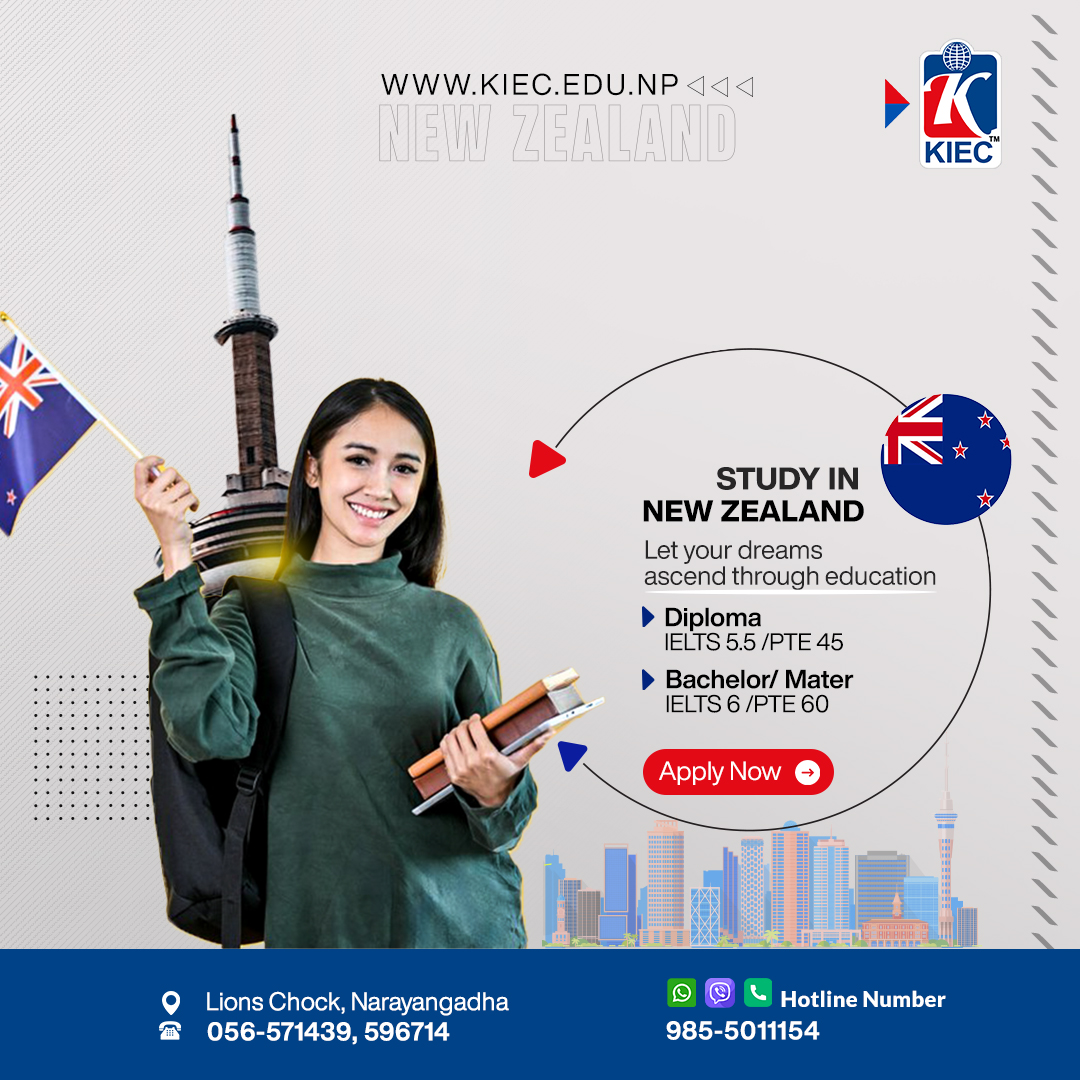 WWW.KIEC.EDU.NP
NEW ZEALAND
K
KIEC™
STUDY IN
NEW ZEALAND
Let your dreams
ascend through education
Diploma
IELTS 5.5 /PTE 45
Bachelor/ Mater
IELTS 6 /PTE 60
Apply Now
Lions Chock, Narayangadha
056-571439, 596714
Hotline Number
985-5011154